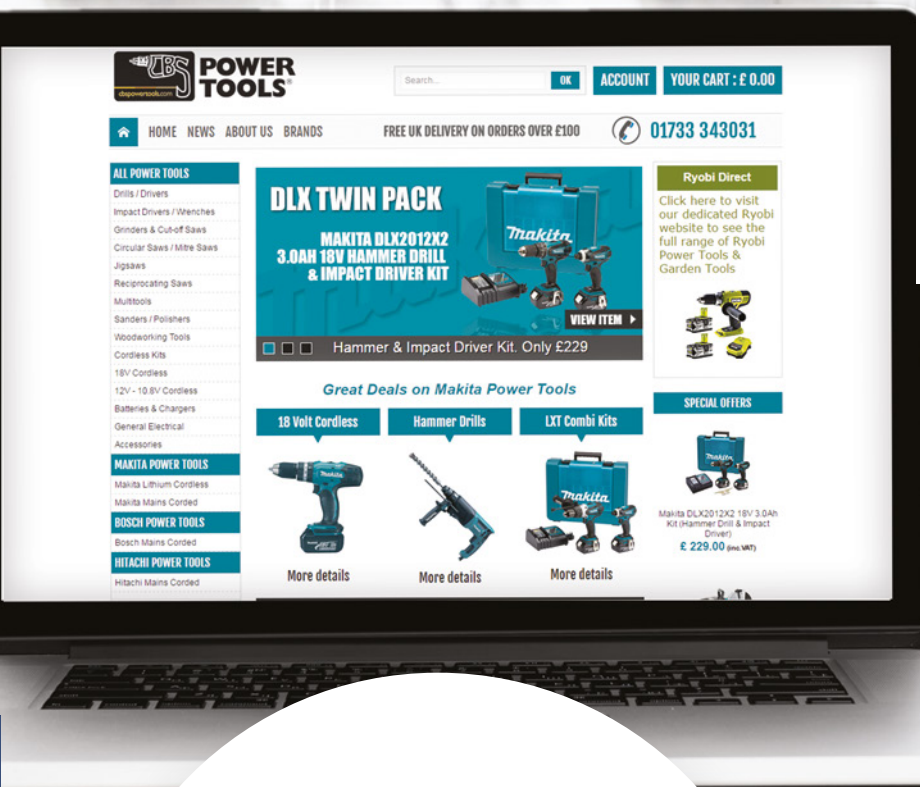 CBS
cbspowertools.com
POWER
TOOLS
Search...
OK
ACCOUNT
YOUR CART : £ 0.00
HOME NEWS ABOUT US BRANDS
FREE UK DELIVERY ON ORDERS OVER £100
01733 343031
ALL POWER TOOLS
Drills / Drivers
Impact Drivers / Wrenches
Grinders & Cut-off Saws
Circular Saws / Mitre Saws
Jigsaws
Reciprocating Saws
Multitools
Sanders / Polishers
Woodworking Tools
Cordless Kits
18V Cordless
12V - 10.8V Cordless
Batteries & Chargers
General Electrical
Accessories
MAKITA POWER TOOLS
Makita Lithium Cordless
Makita Mains Corded
BOSCH POWER TOOLS
Bosch Mains Corded
HITACHI POWER TOOLS
Hitachi Mains Corded
DLX TWIN PACK
MAKITA DLX2012X2
3.0AH 18V HAMMER DRILL
& IMPACT DRIVER KIT
makita
VIEW ITEM
Hammer & Impact Driver Kit. Only £229
Great Deals on Makita Power Tools
18 Volt Cordless
Hammer Drills
LXT Combi Kits
makita
More details
More details
More details
Ryobi Direct
Click here to visit
our dedicated Ryobi
website to see the
full range of Ryobi
Power Tools &
Garden Tools
SPECIAL OFFERS
makita
Makita DLX2012X2 18V 3.0Ah
Kit (Hammer Drill & Impact
Driver)
£ 229.00 (inc.VAT)